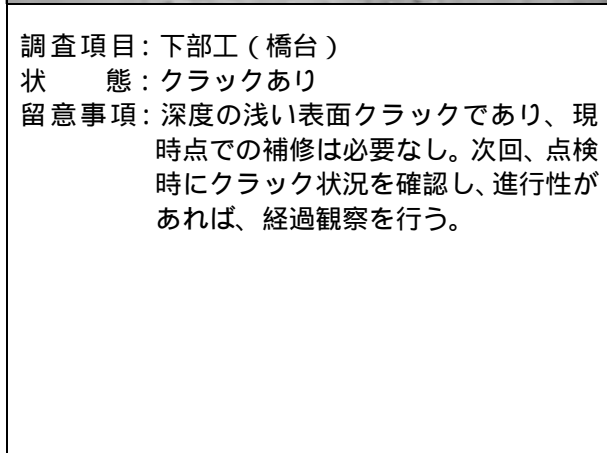 調査項目：下部工（橋台）
状　　態：クラックあり
留意事項：深度の浅い表面クラックであり、現
時点での補修は必要なし。次回、点検
時にクラック状況を確認し、進行性が
あれば、経過観察を行う。